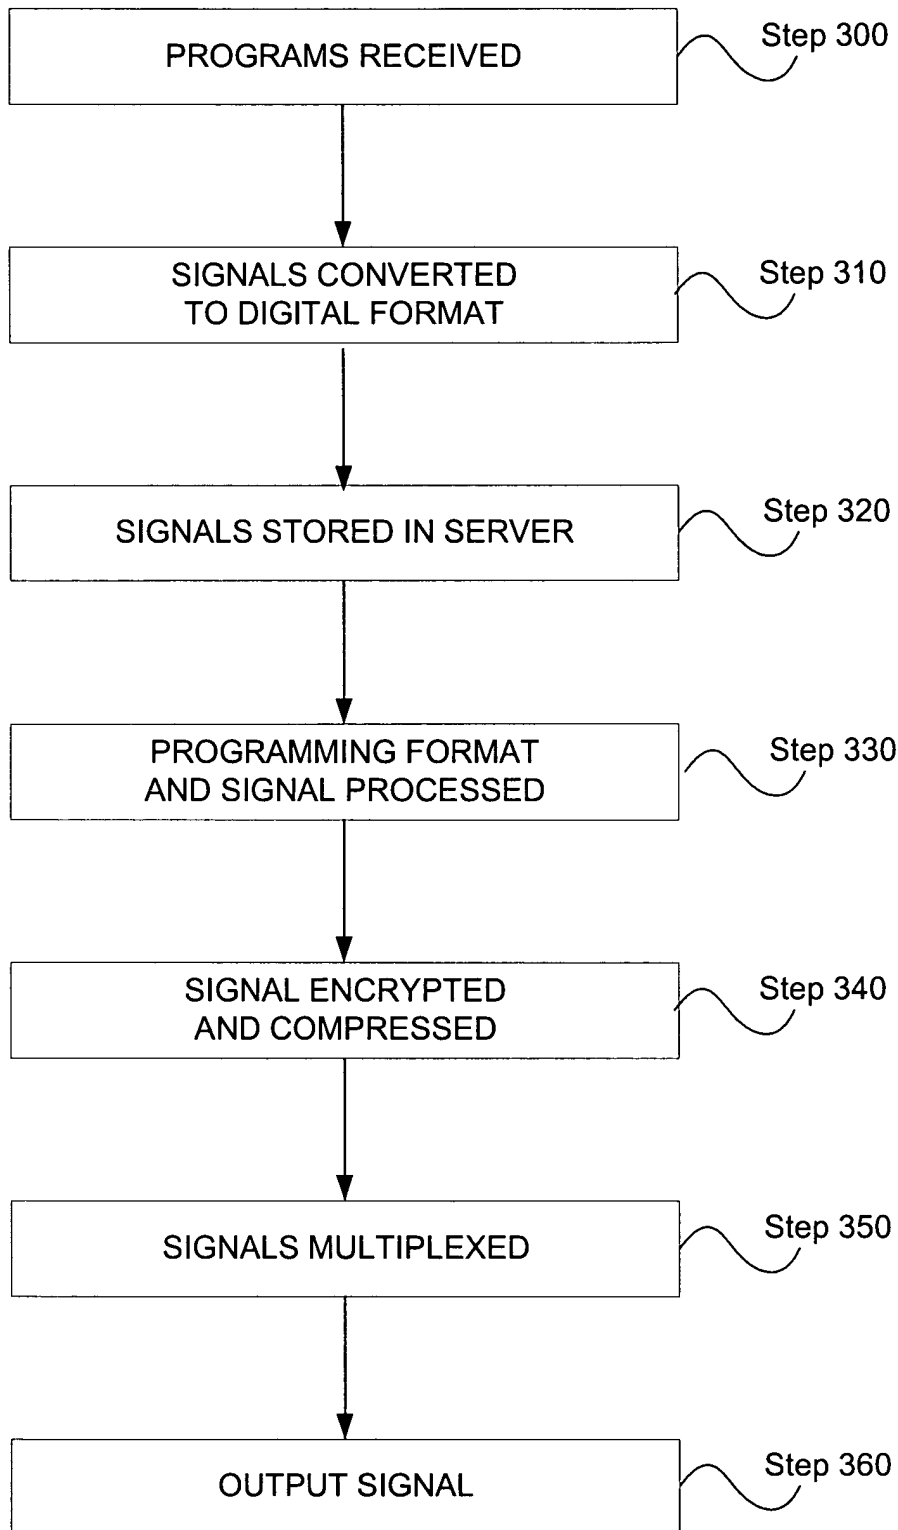 PROGRAMS RECEIVED
Step 300
SIGNALS CONVERTED
TO DIGITAL FORMAT
Step 310
SIGNALS STORED IN SERVER
Step 320
PROGRAMMING FORMAT
AND SIGNAL PROCESSED
Step 330
SIGNAL ENCRYPTED
AND COMPRESSED
Step 340
SIGNALS MULTIPLEXED
Step 350
OUTPUT SIGNAL
Step 360